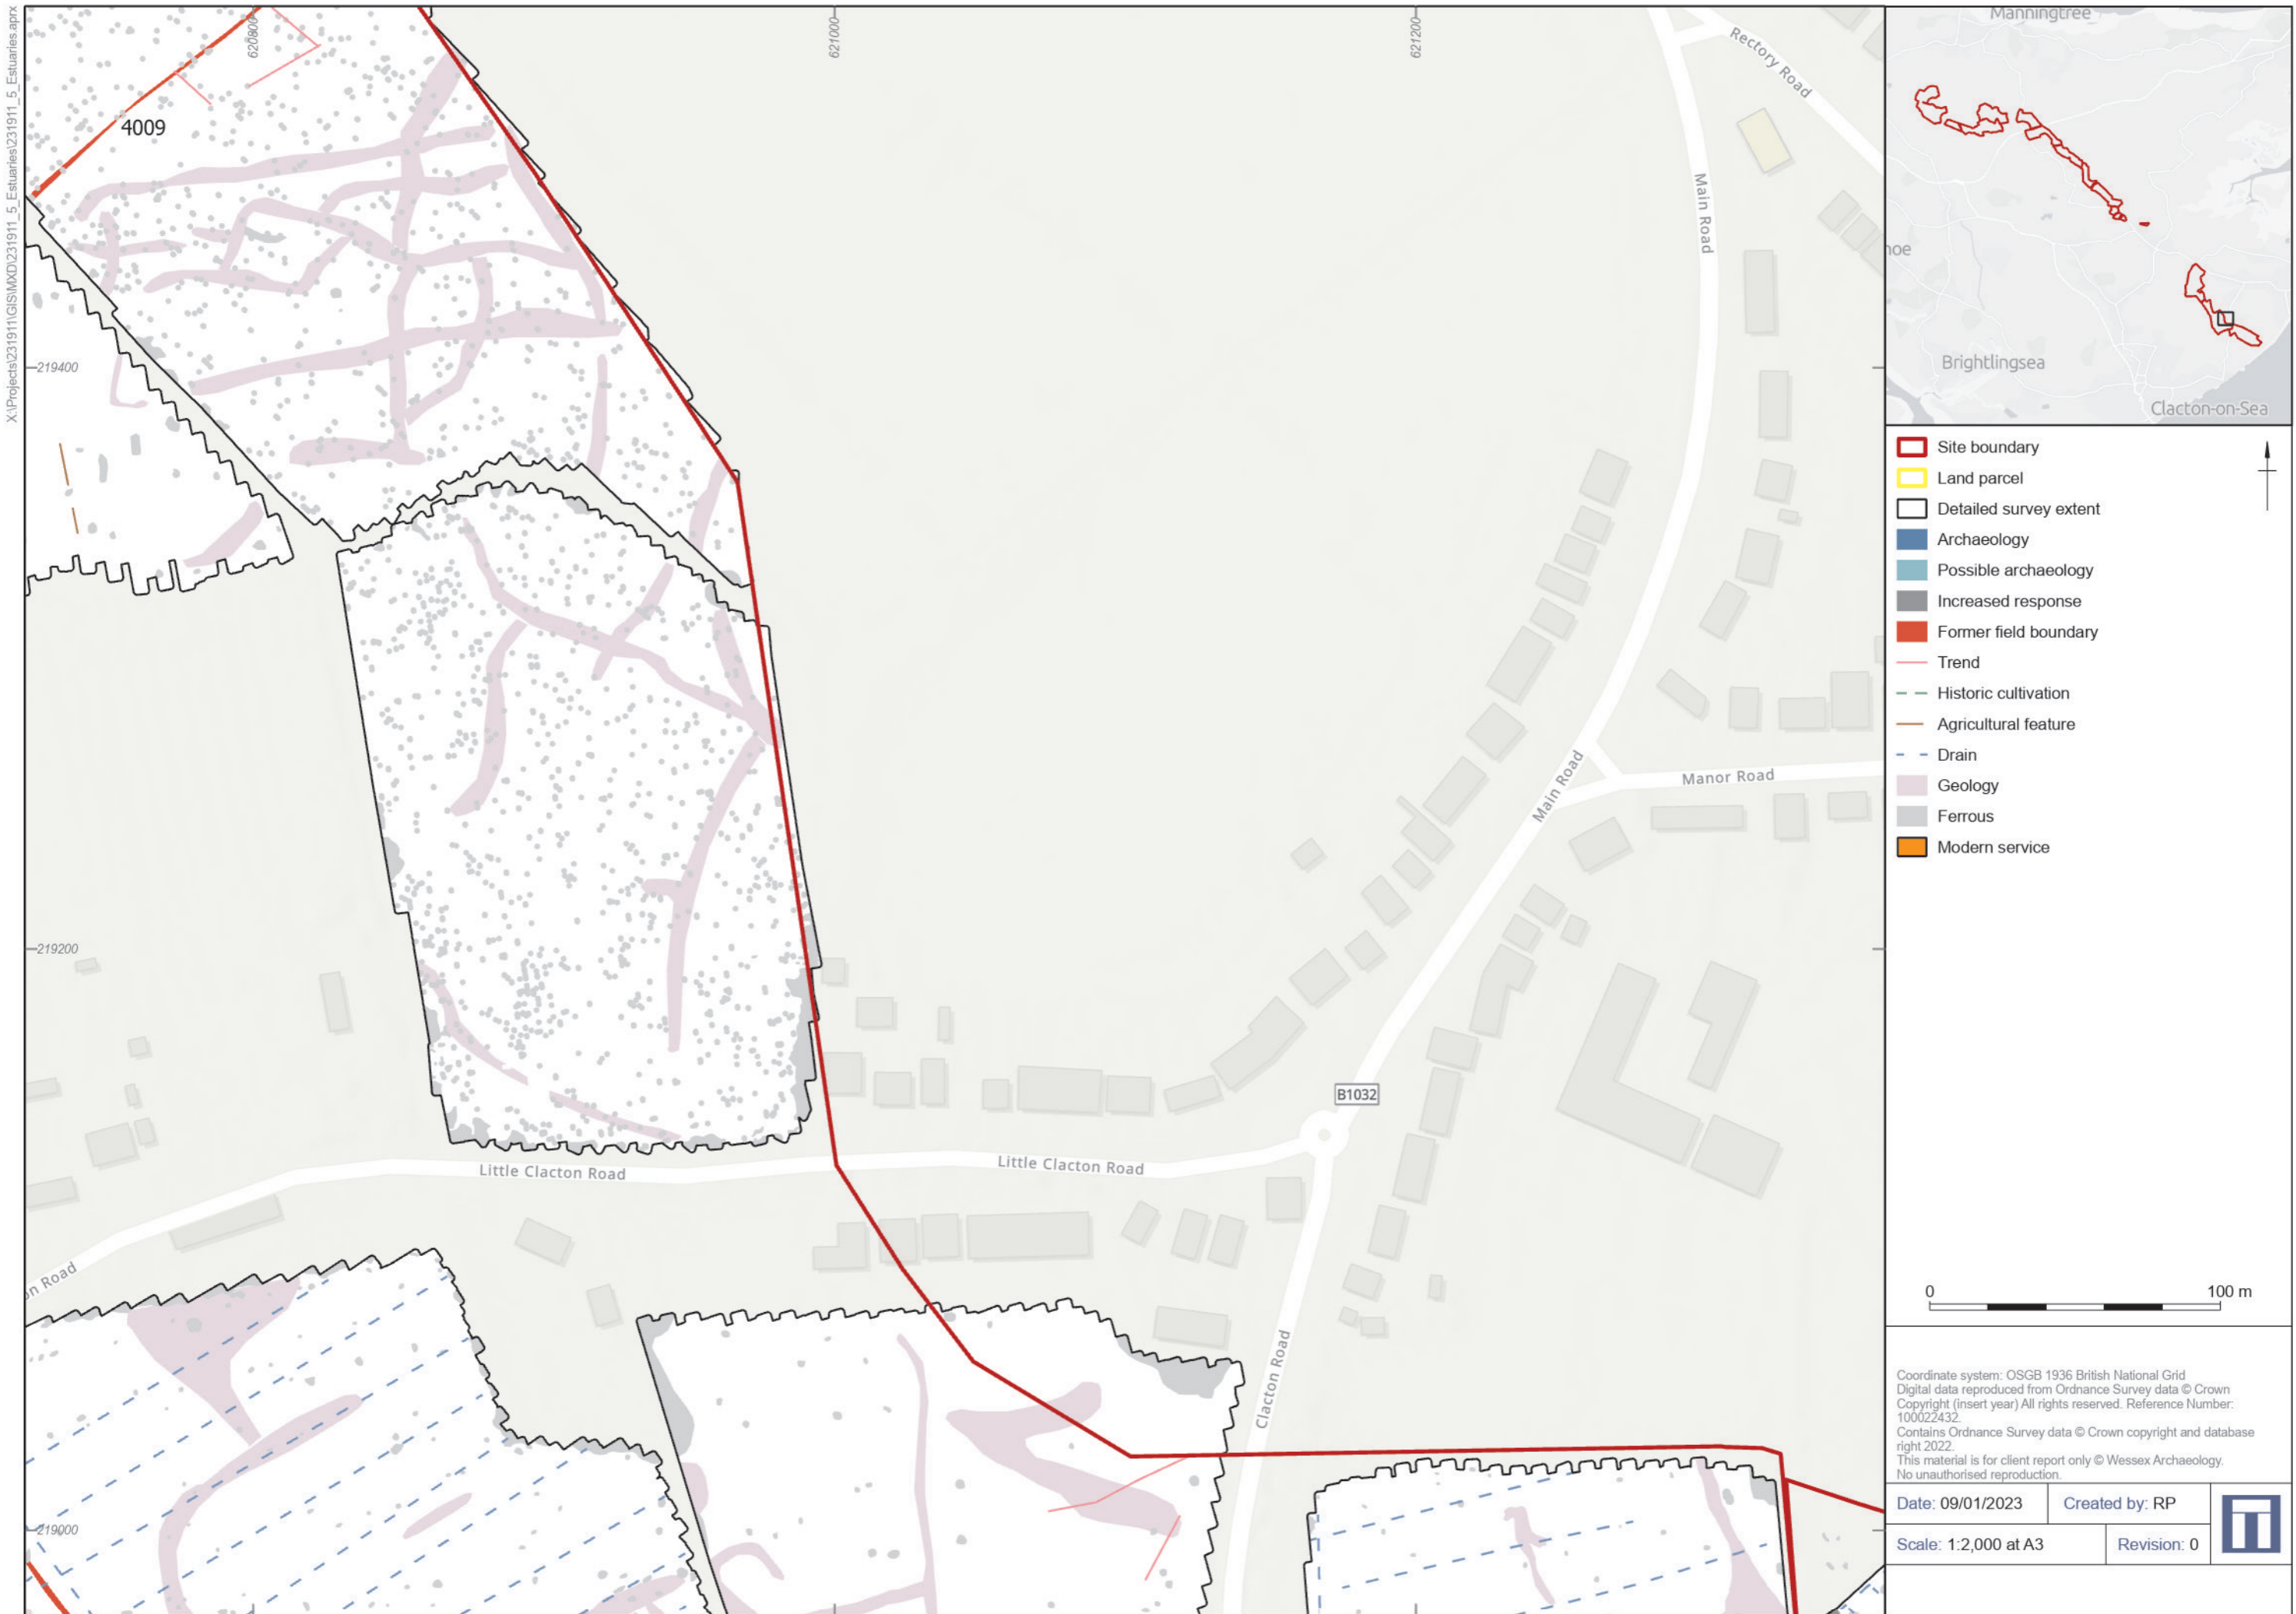 X:\Projects\231911\GIS\MXD\231911_5_Estuaries\231911_5_Estuaries.aprx
620800
621000
621200
4009
219400
219200
219000
Rectory Road
Main Road
Main Road
Manor Road
B1032
Little Clacton Road
Little Clacton Road
on Road
Clacton Road
Manningtree
hoe
Brightlingsea
Clacton-on-Sea
Site boundary
Land parcel
Detailed survey extent
Archaeology
Possible archaeology
Increased response
Former field boundary
Trend
Historic cultivation
Agricultural feature
Drain
Geology
Ferrous
Modern service
0 100 m
Coordinate system: OSGB 1936 British National Grid
Digital data reproduced from Ordnance Survey data © Crown
Copyright (insert year) All rights reserved. Reference Number:
100022432.
Contains Ordnance Survey data © Crown copyright and database
right 2022.
This material is for client report only © Wessex Archaeology.
No unauthorised reproduction.
Date: 09/01/2023 Created by: RP
Scale: 1:2,000 at A3 Revision: 0